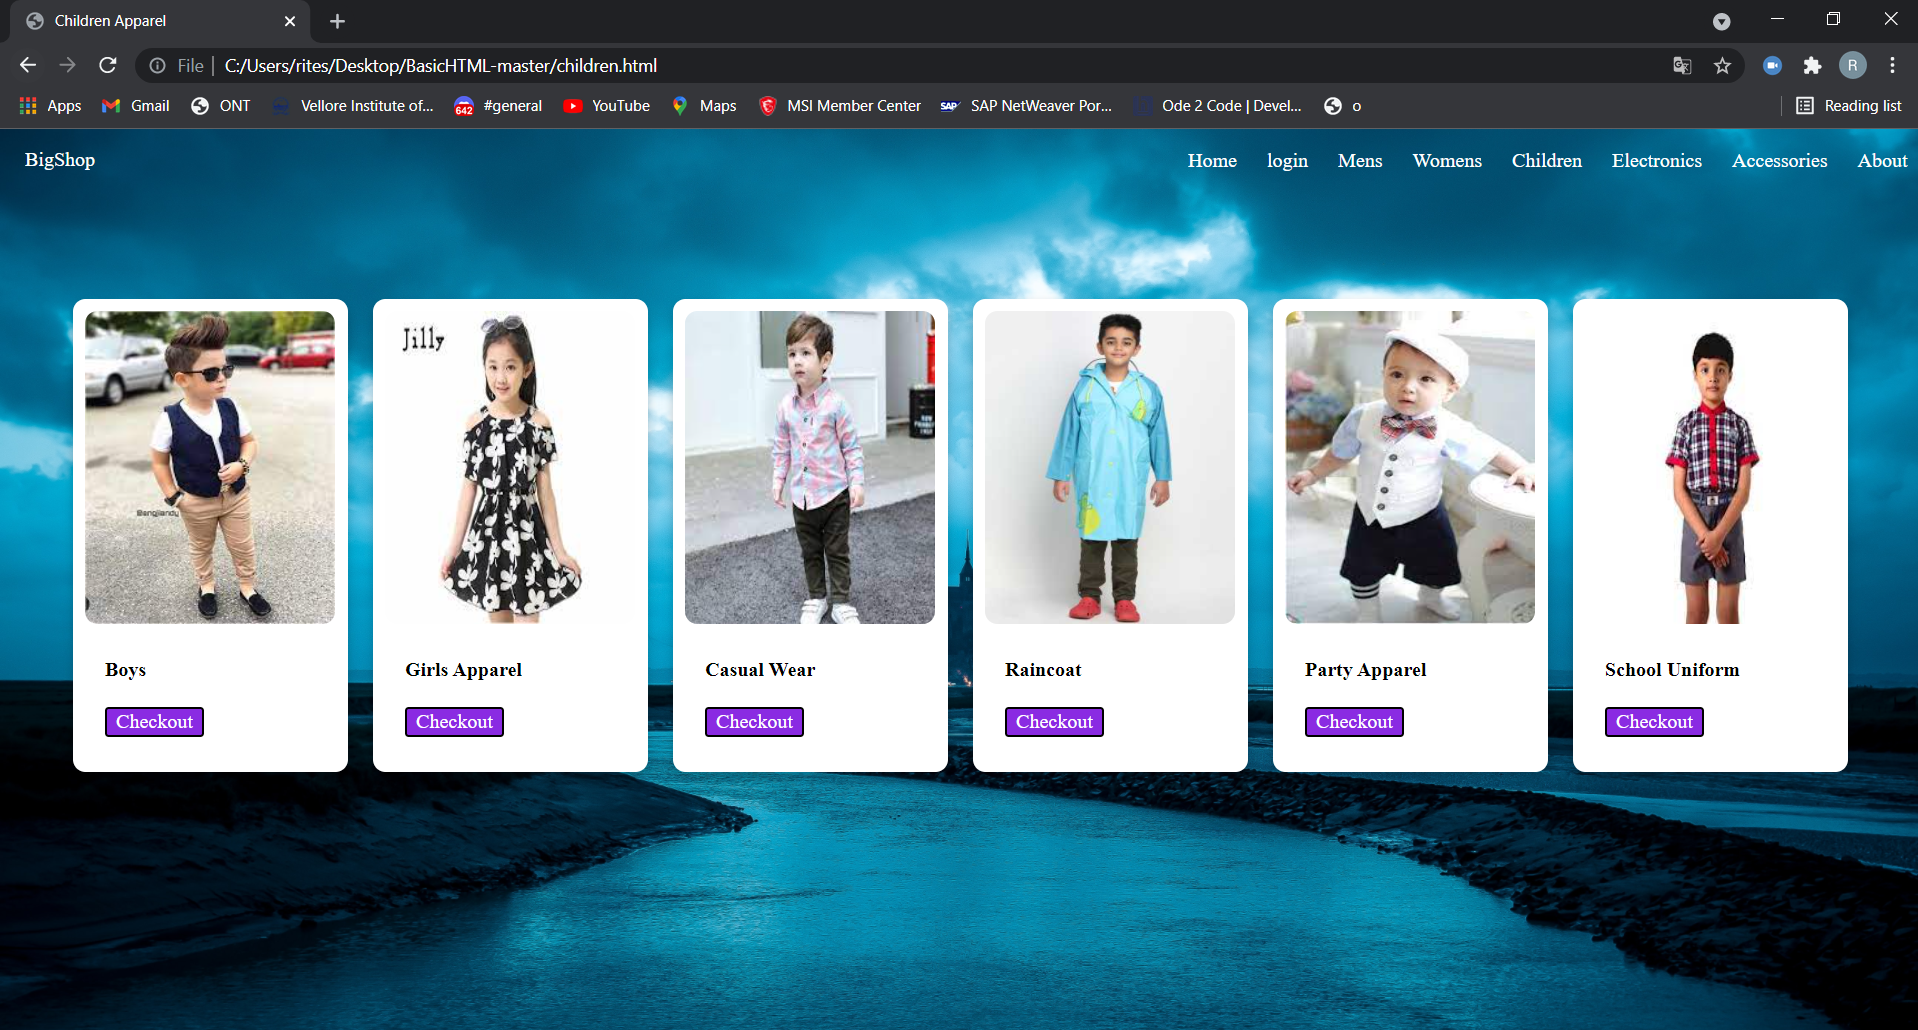 Children Apparel
File C:/Users/rites/Desktop/BasicHTML-master/children.html
R
Apps Gmail ONT Vellore Institute of... 642 #general YouTube Maps MSI Member Center SAP SAP NetWeaver Por... Ode 2 Code | Devel... o Reading list
BigShop Home login Mens Womens Children Electronics Accessories About
Jilly
Boys Girls Apparel Casual Wear Raincoat Party Apparel School Uniform
Checkout Checkout Checkout Checkout Checkout Checkout